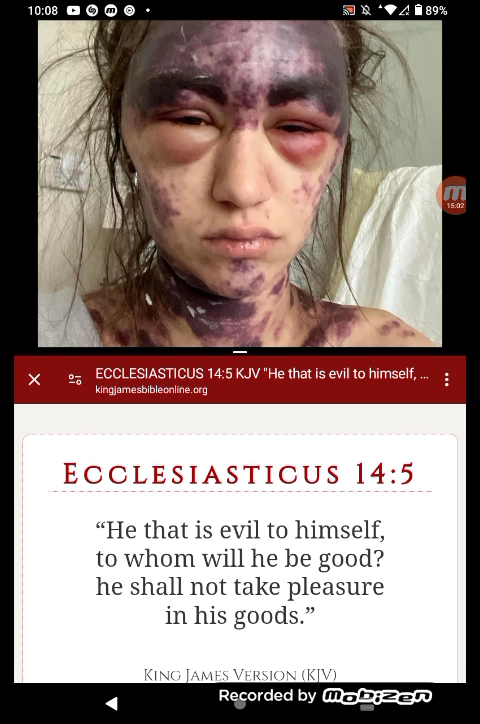 10:08
89%
15:02
ECCLESIASTICUS 14:5 KJV "He that is evil to himself, ...
kingjamesbibleonline.org
Ecclesiasticus 14:5
“He that is evil to himself,
to whom will he be good?
he shall not take pleasure
in his goods.”
King James Version (KJV)
Recorded by Mobizen